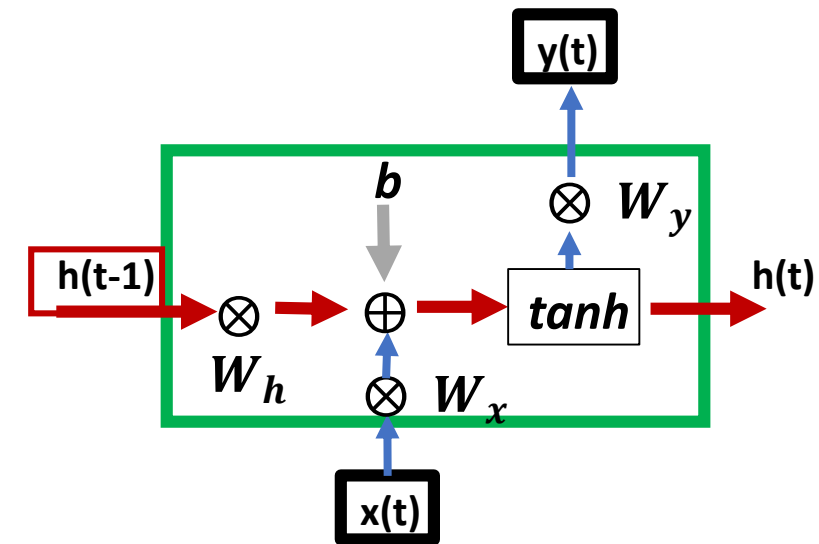 y(t)
b
W_y
h(t-1)
h(t)
tanh
W_h
W_x
x(t)